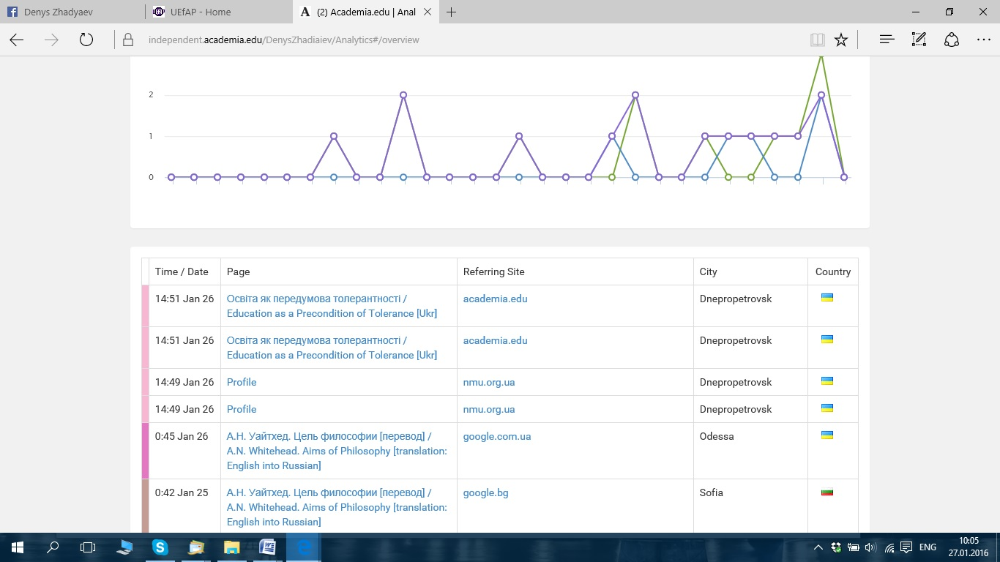 Denys Zhadyaev
UEfAP - Home
(2) Academia.edu | Anal
independent.academia.edu/DenysZhadiaiev/Analytics#/overview
2
1
0
Time / Date Page Referring Site City Country
14:51 Jan 26 Освіта як передумова толерантності / academia.edu Dnepropetrovsk
Education as a Precondition of Tolerance [Ukr]
14:51 Jan 26 Освіта як передумова толерантності / academia.edu Dnepropetrovsk
Education as a Precondition of Tolerance [Ukr]
14:49 Jan 26 Profile nmu.org.ua Dnepropetrovsk
14:49 Jan 26 Profile nmu.org.ua Dnepropetrovsk
0:45 Jan 26 А.Н. Уайтхед. Цель философии [перевод] / google.com.ua Odessa
A.N. Whitehead. Aims of Philosophy [translation:
English into Russian]
0:42 Jan 25 А.Н. Уайтхед. Цель философии [перевод] / google.bg Sofia
A.N. Whitehead. Aims of Philosophy [translation:
English into Russian]
ENG
10:05
27.01.2016